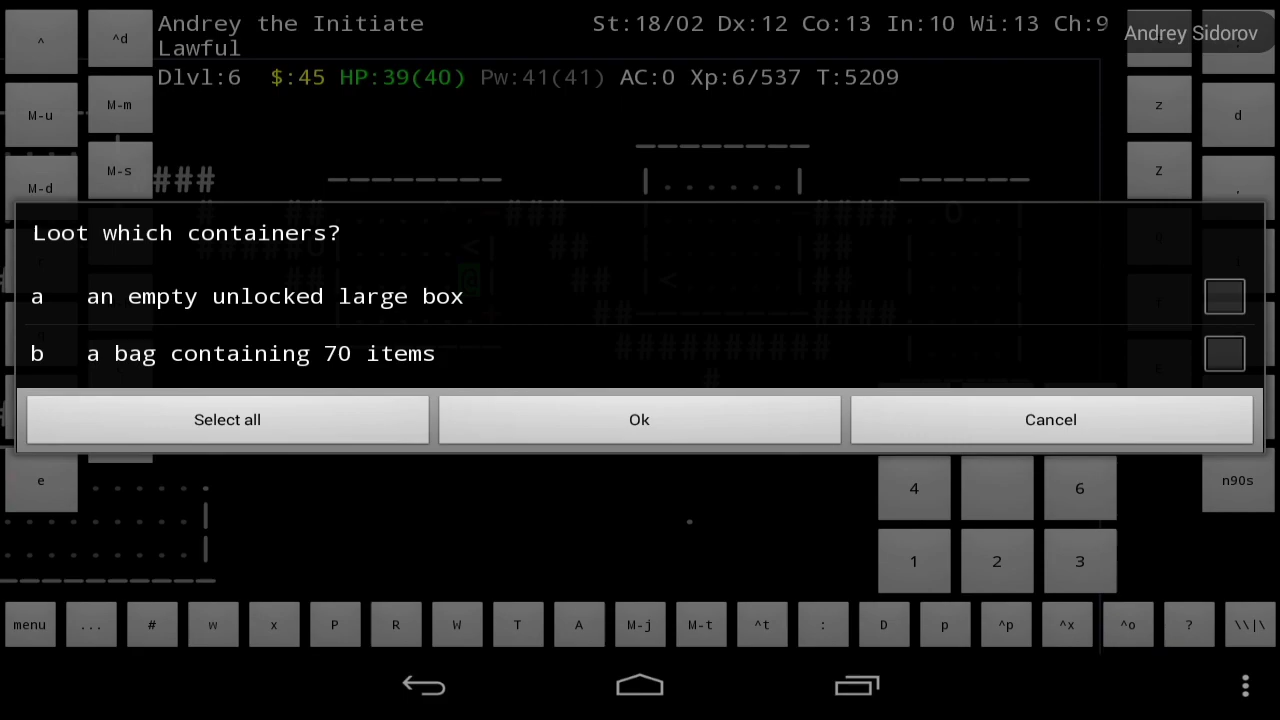 Andrey the Initiate St:18/02 Dx:12 Co:13 In:10 Wi:13 Ch:9
Lawful
Andrey Sidorov
Dlvl:6 $:45 HP:39(40) Pw:41(41) AC:0 Xp:6/537 T:5209
^
^d
M-u
M-m
M-d
M-s
z
d
Z
,
Loot which containers?
a an empty unlocked large box
b a bag containing 70 items
Select all
Ok
Cancel
e
4
6
n90s
1
2
3
menu
...
#
w
x
P
R
W
T
A
M-j
M-t
^t
:
D
p
^p
^x
^o
?
\\|\